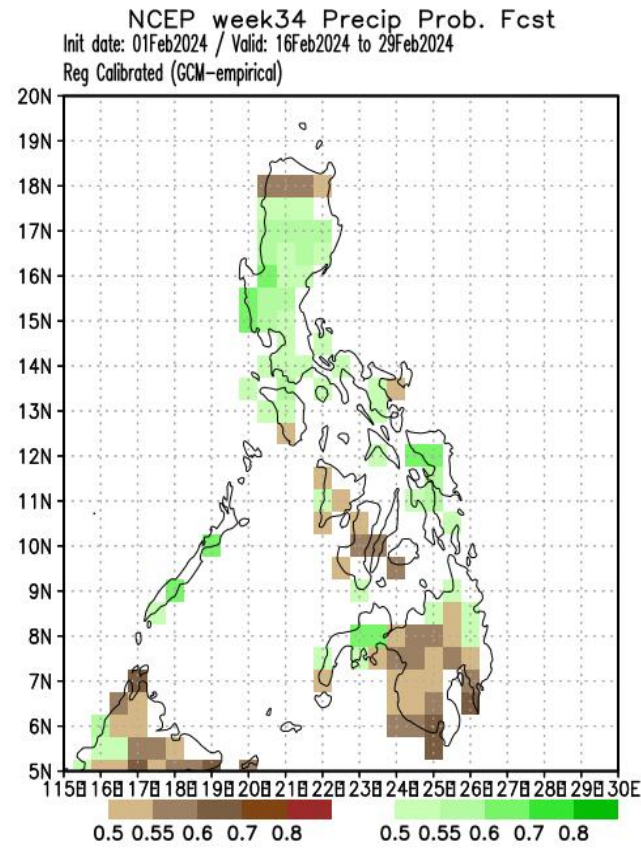 NCEP week34 Precip Prob. Fcst
Init date: 01Feb2024 / Valid: 16Feb2024 to 29Feb2024
Reg Calibrated (GCM-empirical)
20N
19N
18N
17N
16N
15N
14N
13N
12N
11N
10N
9N
8N
7N
6N
5N
115E 116E 117E 118E 119E 120E 121E 122E 123E 124E 125E 126E 127E 128E 129E 130E
0.5 0.55 0.6 0.7 0.8 0.5 0.55 0.6 0.7 0.8